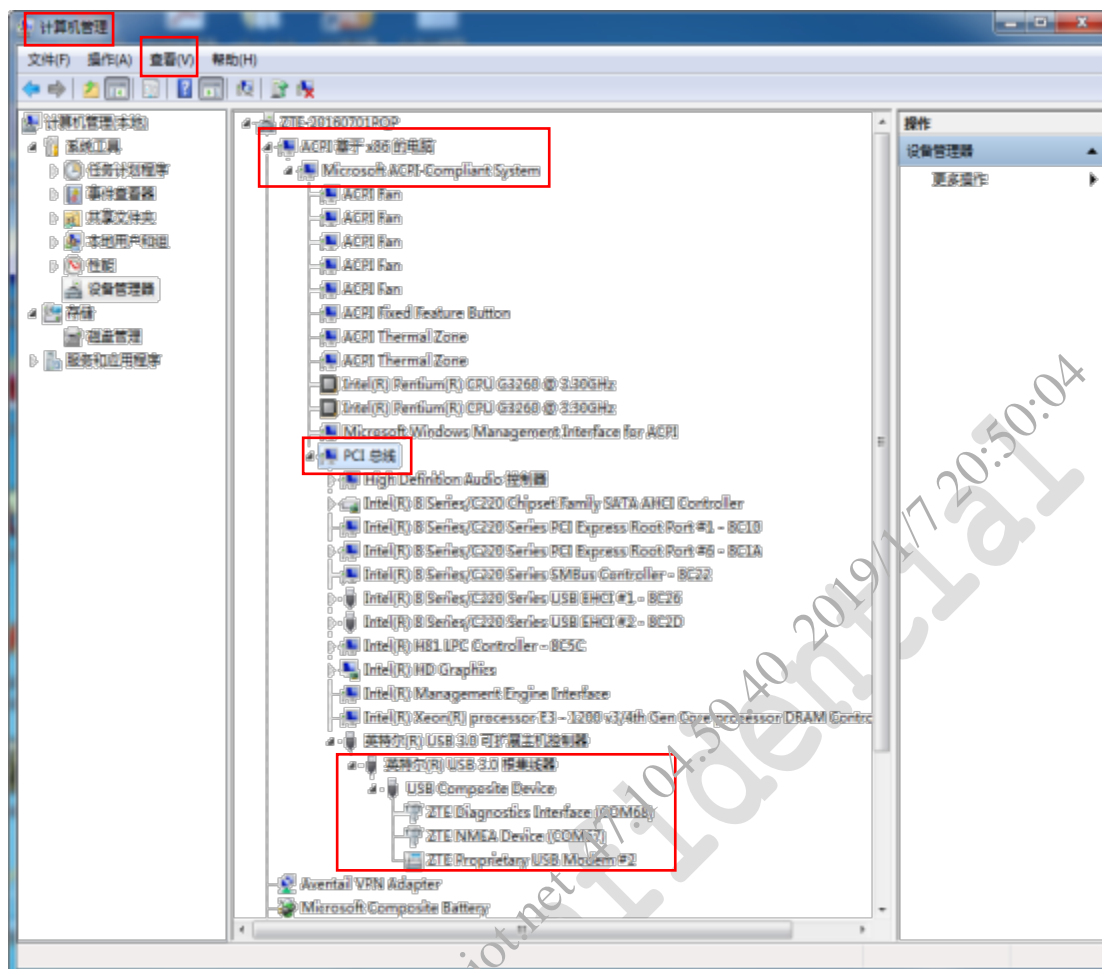 计算机管理
文件(F) 操作(A) 查看(V) 帮助(H)
计算机管理(本地)
系统工具
任务计划程序
事件查看器
共享文件夹
本地用户和组
性能
设备管理器
存储
磁盘管理
服务和应用程序
ZTE-20160701RQP
ACPI 基于 x86 的电脑
Microsoft ACPI-Compliant System
ACPI Fan
ACPI Fan
ACPI Fan
ACPI Fan
ACPI Fan
ACPI Fixed Feature Button
ACPI Thermal Zone
ACPI Thermal Zone
Intel(R) Pentium(R) CPU G3260 @ 3.30GHz
Intel(R) Pentium(R) CPU G3260 @ 3.30GHz
Microsoft Windows Management Interface for ACPI
PCI 总线
High Definition Audio 控制器
Intel(R) 8 Series/C220 Chipset Family SATA AHCI Controller
Intel(R) 8 Series/C220 Series PCI Express Root Port #1 - 8C10
Intel(R) 8 Series/C220 Series PCI Express Root Port #6 - 8C1A
Intel(R) 8 Series/C220 Series SMBus Controller - 8C22
Intel(R) 8 Series/C220 Series USB EHCI #1 - 8C26
Intel(R) 8 Series/C220 Series USB EHCI #2 - 8C2D
Intel(R) H81 LPC Controller - 8C5C
Intel(R) HD Graphics
Intel(R) Management Engine Interface
Intel(R) Xeon(R) processor E3 - 1200 v3/4th Gen Core processor DRAM Contro
英特尔(R) USB 3.0 可扩展主机控制器
英特尔(R) USB 3.0 根集线器
USB Composite Device
ZTE Diagnostics Interface (COM68)
ZTE NMEA Device (COM67)
ZTE Proprietary USB Modem #2
Aventail VPN Adapter
Microsoft Composite Battery
操作
设备管理器
更多操作
iot.net 47.104.50.40 2019/1/7 20:50:04
fidential